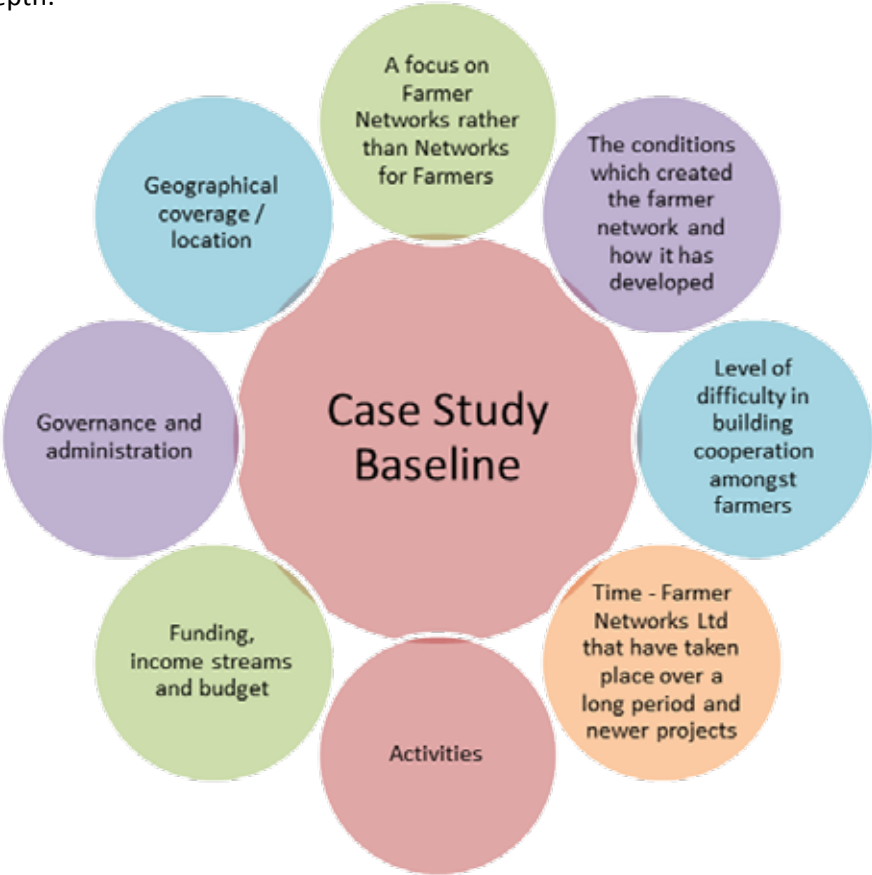 epth.
A focus on
Farmer
Networks rather
than Networks
for Farmers
The conditions
which created
the farmer
network and
how it has
developed
Level of
difficulty in
building
cooperation
amongst
farmers
Time - Farmer
Networks Ltd
that have taken
place over a
long period and
newer projects
Activities
Funding,
income streams
and budget
Governance and
administration
Geographical
coverage /
location
Case Study
Baseline